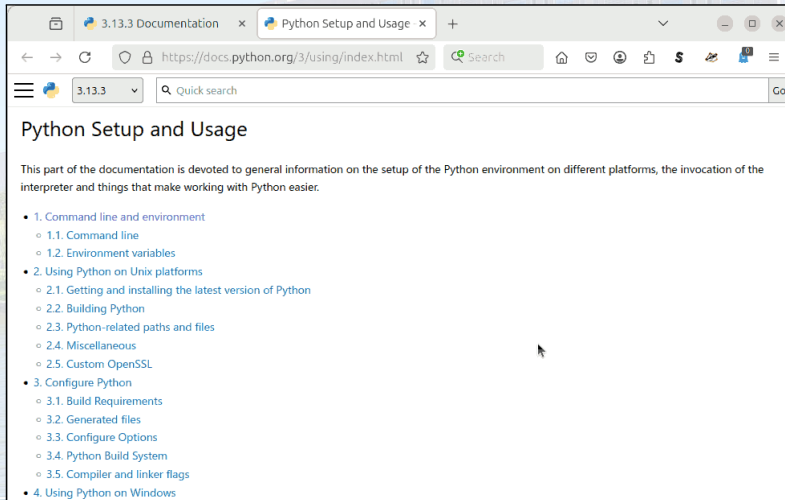 3.13.3 Documentation
Python Setup and Usage
https://docs.python.org/3/using/index.html
Search
0
3.13.3
Quick search
Go
Python Setup and Usage
This part of the documentation is devoted to general information on the setup of the Python environment on different platforms, the invocation of the
interpreter and things that make working with Python easier.
1. Command line and environment
1.1. Command line
1.2. Environment variables
2. Using Python on Unix platforms
2.1. Getting and installing the latest version of Python
2.2. Building Python
2.3. Python-related paths and files
2.4. Miscellaneous
2.5. Custom OpenSSL
3. Configure Python
3.1. Build Requirements
3.2. Generated files
3.3. Configure Options
3.4. Python Build System
3.5. Compiler and linker flags
4. Using Python on Windows